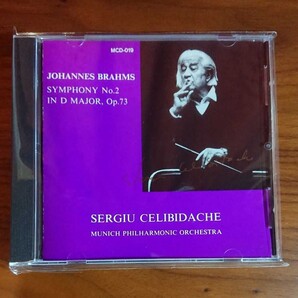 MCD-019
JOHANNES BRAHMS
SYMPHONY No.2
IN D MAJOR, Op.73
SERGIU CELIBIDACHE
MUNICH PHILHARMONIC ORCHESTRA